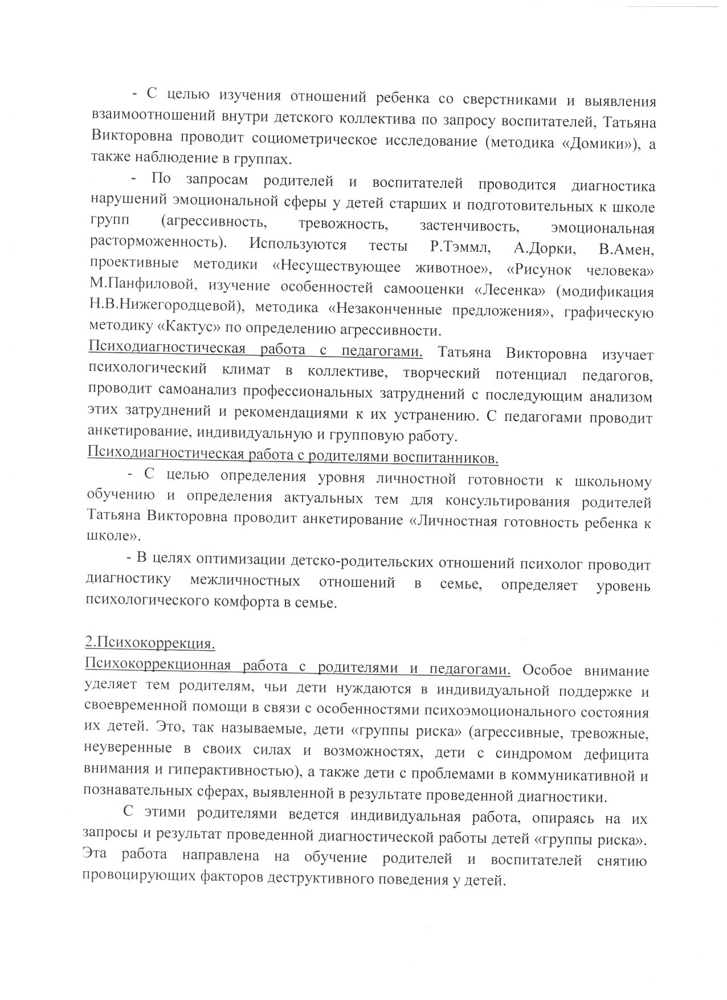 - С целью изучения отношений ребенка со сверстниками и выявления
взаимоотношений внутри детского коллектива по запросу воспитателей, Татьяна
Викторовна проводит социометрическое исследование (методика «Домики»), а
также наблюдение в группах.
- По запросам родителей и воспитателей проводится диагностика
нарушений эмоциональной сферы у детей старших и подготовительных к школе
групп (агрессивность, тревожность, застенчивость, эмоциональная
расторможенность). Используются тесты Р.Тэммл, А.Дорки, В.Амен,
проективные методики «Несуществующее животное», «Рисунок человека»
М.Панфиловой, изучение особенностей самооценки «Лесенка» (модификация
Н.В.Нижегородцевой), методика «Незаконченные предложения», графическую
методику «Кактус» по определению агрессивности.
Психодиагностическая работа с педагогами. Татьяна Викторовна изучает
психологический климат в коллективе, творческий потенциал педагогов,
проводит самоанализ профессиональных затруднений с последующим анализом
этих затруднений и рекомендациями к их устранению. С педагогами проводит
анкетирование, индивидуальную и групповую работу.
Психодиагностическая работа с родителями воспитанников.
- С целью определения уровня личностной готовности к школьному
обучению и определения актуальных тем для консультирования родителей
Татьяна Викторовна проводит анкетирование «Личностная готовность ребенка к
школе».
- В целях оптимизации детско-родительских отношений психолог проводит
диагностику межличностных отношений в семье, определяет уровень
психологического комфорта в семье.
2.Психокоррекция.
Психокоррекционная работа с родителями и педагогами. Особое внимание
уделяет тем родителям, чьи дети нуждаются в индивидуальной поддержке и
своевременной помощи в связи с особенностями психоэмоционального состояния
их детей. Это, так называемые, дети «группы риска» (агрессивные, тревожные,
неуверенные в своих силах и возможностях, дети с синдромом дефицита
внимания и гиперактивностью), а также дети с проблемами в коммуникативной и
познавательных сферах, выявленной в результате проведенной диагностики.
С этими родителями ведется индивидуальная работа, опираясь на их
запросы и результат проведенной диагностической работы детей «группы риска».
Эта работа направлена на обучение родителей и воспитателей снятию
провоцирующих факторов деструктивного поведения у детей.